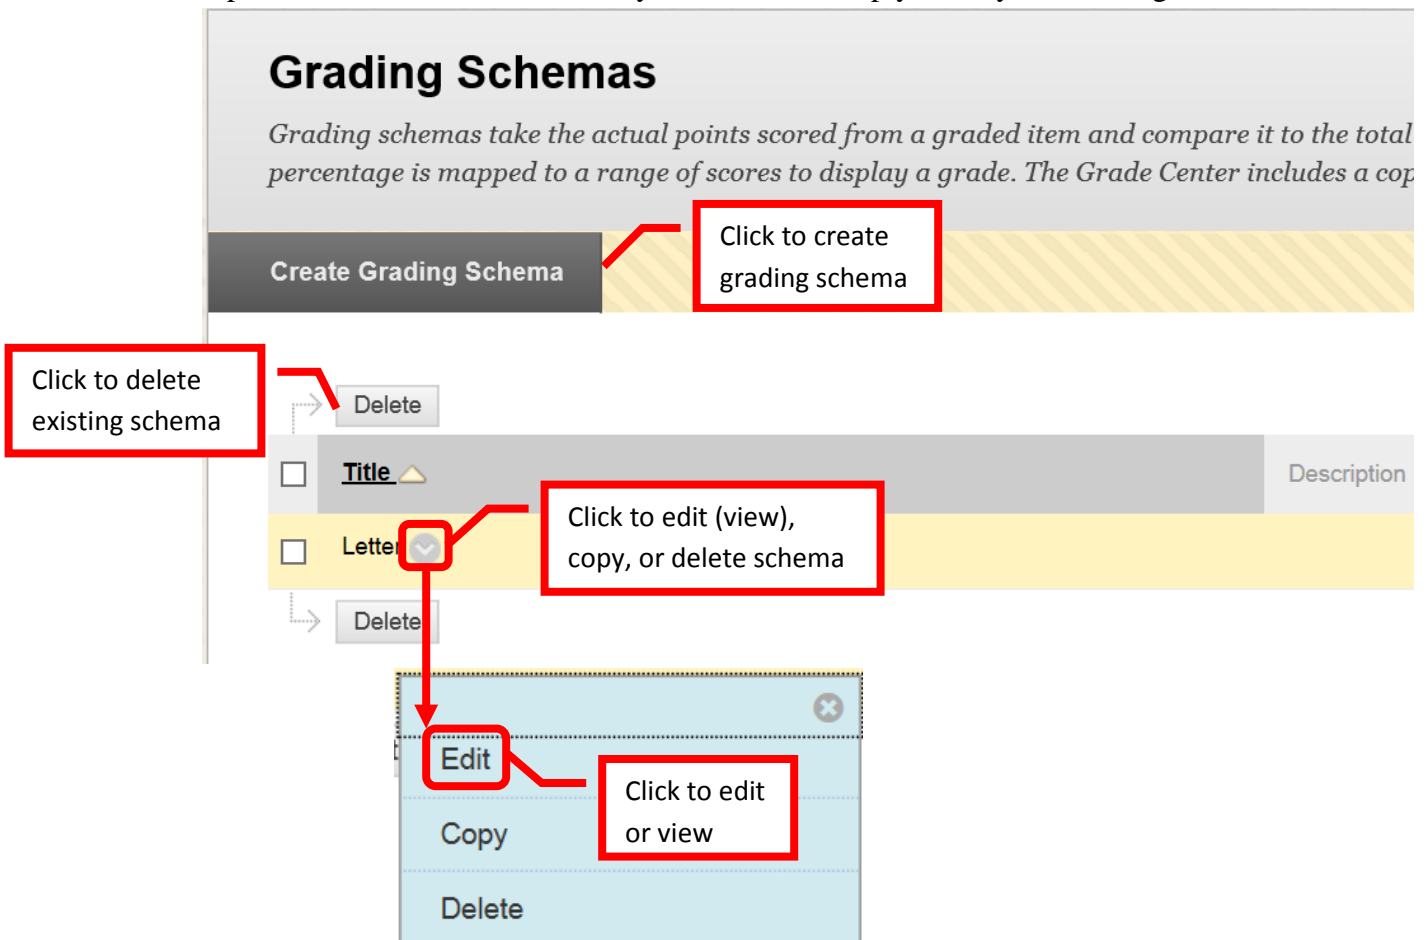 Grading Schemas
Grading schemas take the actual points scored from a graded item and compare it to the total
percentage is mapped to a range of scores to display a grade. The Grade Center includes a cop
Click to create
grading schema
Create Grading Schema
Click to delete
existing schema
Delete
Title
Description
Click to edit (view),
copy, or delete schema
Letter
Delete
Edit
Click to edit
or view
Copy
Delete